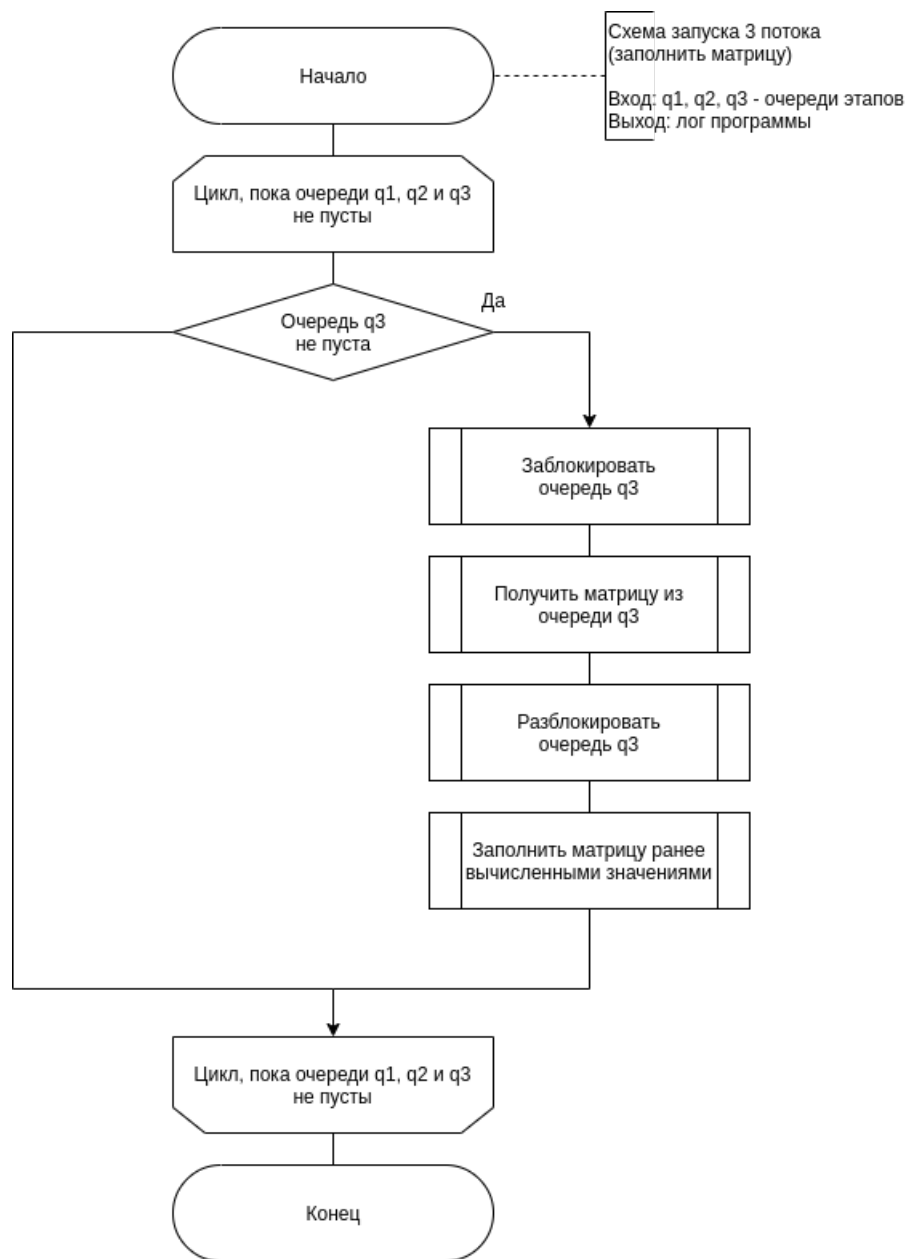 Начало
Схема запуска 3 потока
(заполнить матрицу)
Вход: q1, q2, q3 - очереди этапов
Выход: лог программы
Цикл, пока очереди q1, q2 и q3
не пусты
Очередь q3
не пуста
Да
Заблокировать
очередь q3
Получить матрицу из
очереди q3
Разблокировать
очередь q3
Заполнить матрицу ранее
вычисленными значениями
Цикл, пока очереди q1, q2 и q3
не пусты
Конец